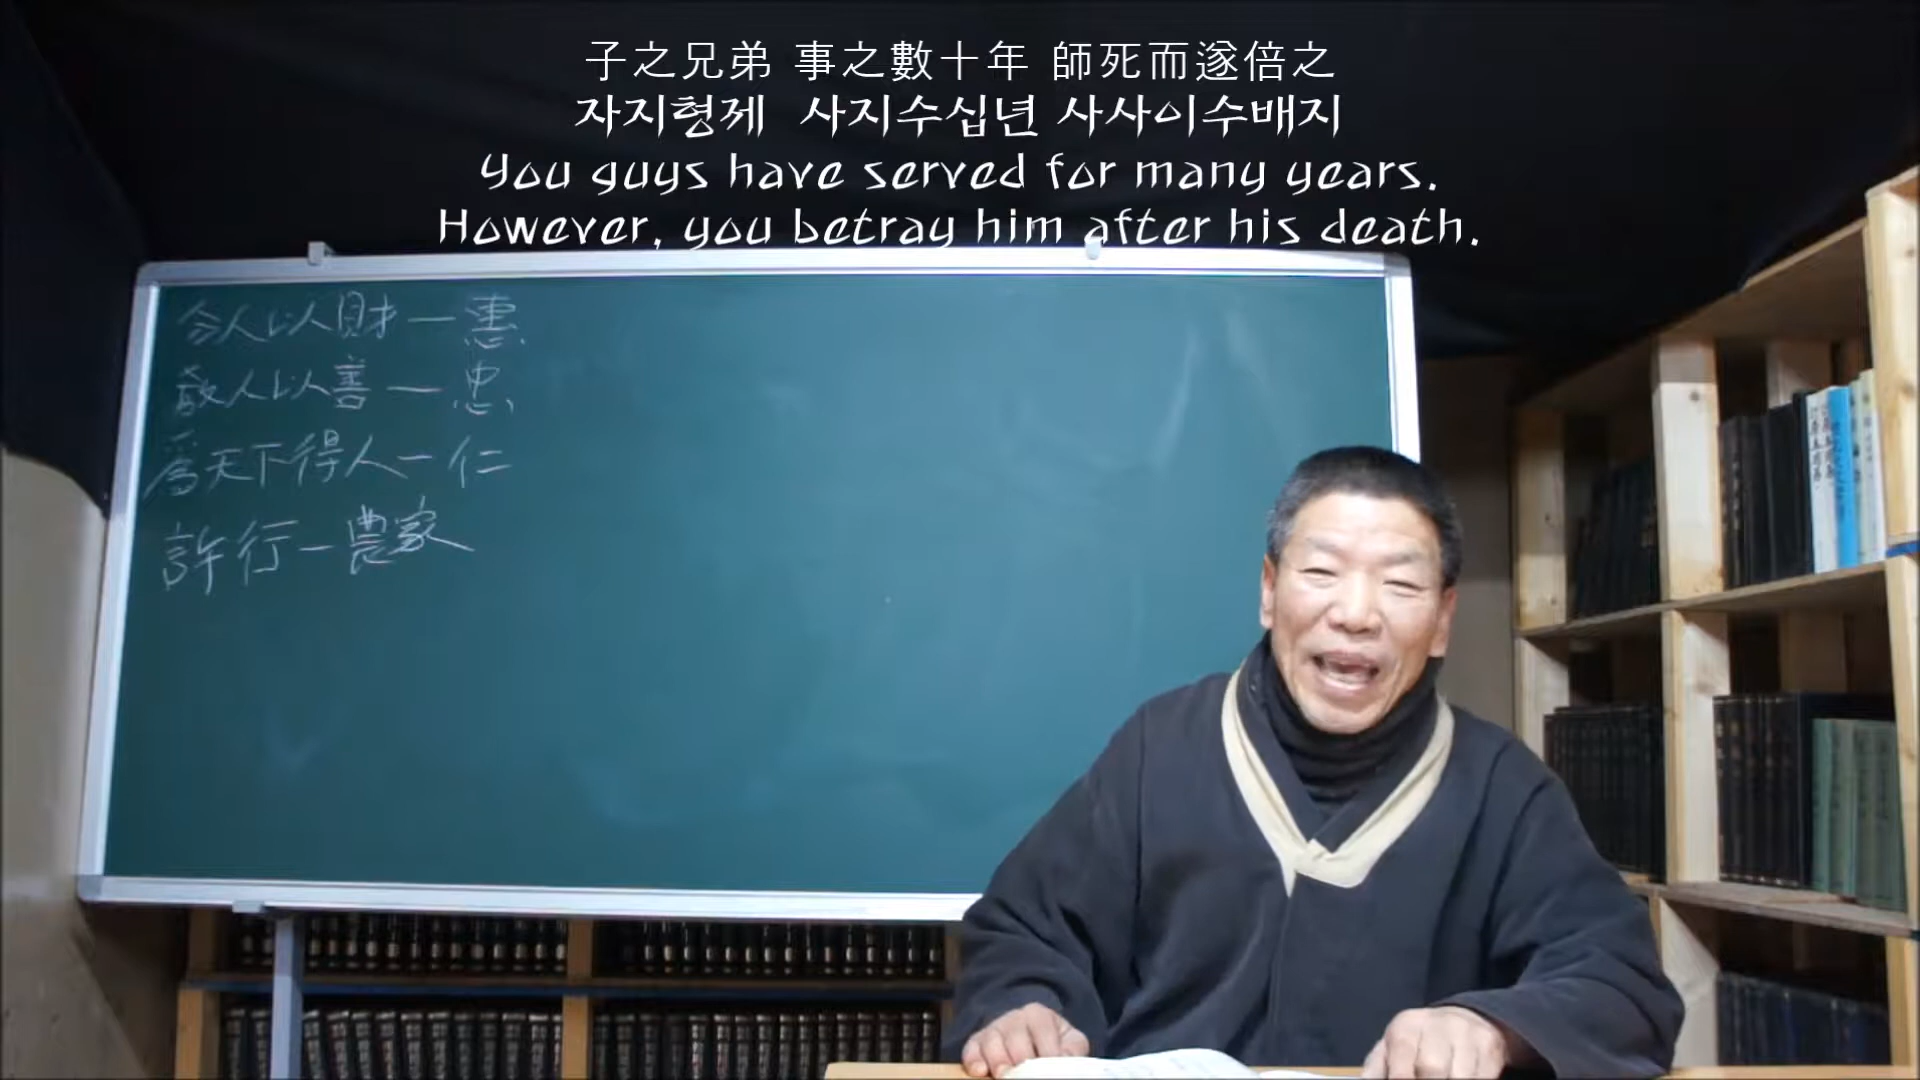 子之兄弟 事之數十年 師死而遂倍之
자지형제 사지수십년 사사이수배지
You guys have served for many years.
However, you betray him after his death.
分人以財一惠
敎人以善一忠
爲天下得人一仁
許行一農家